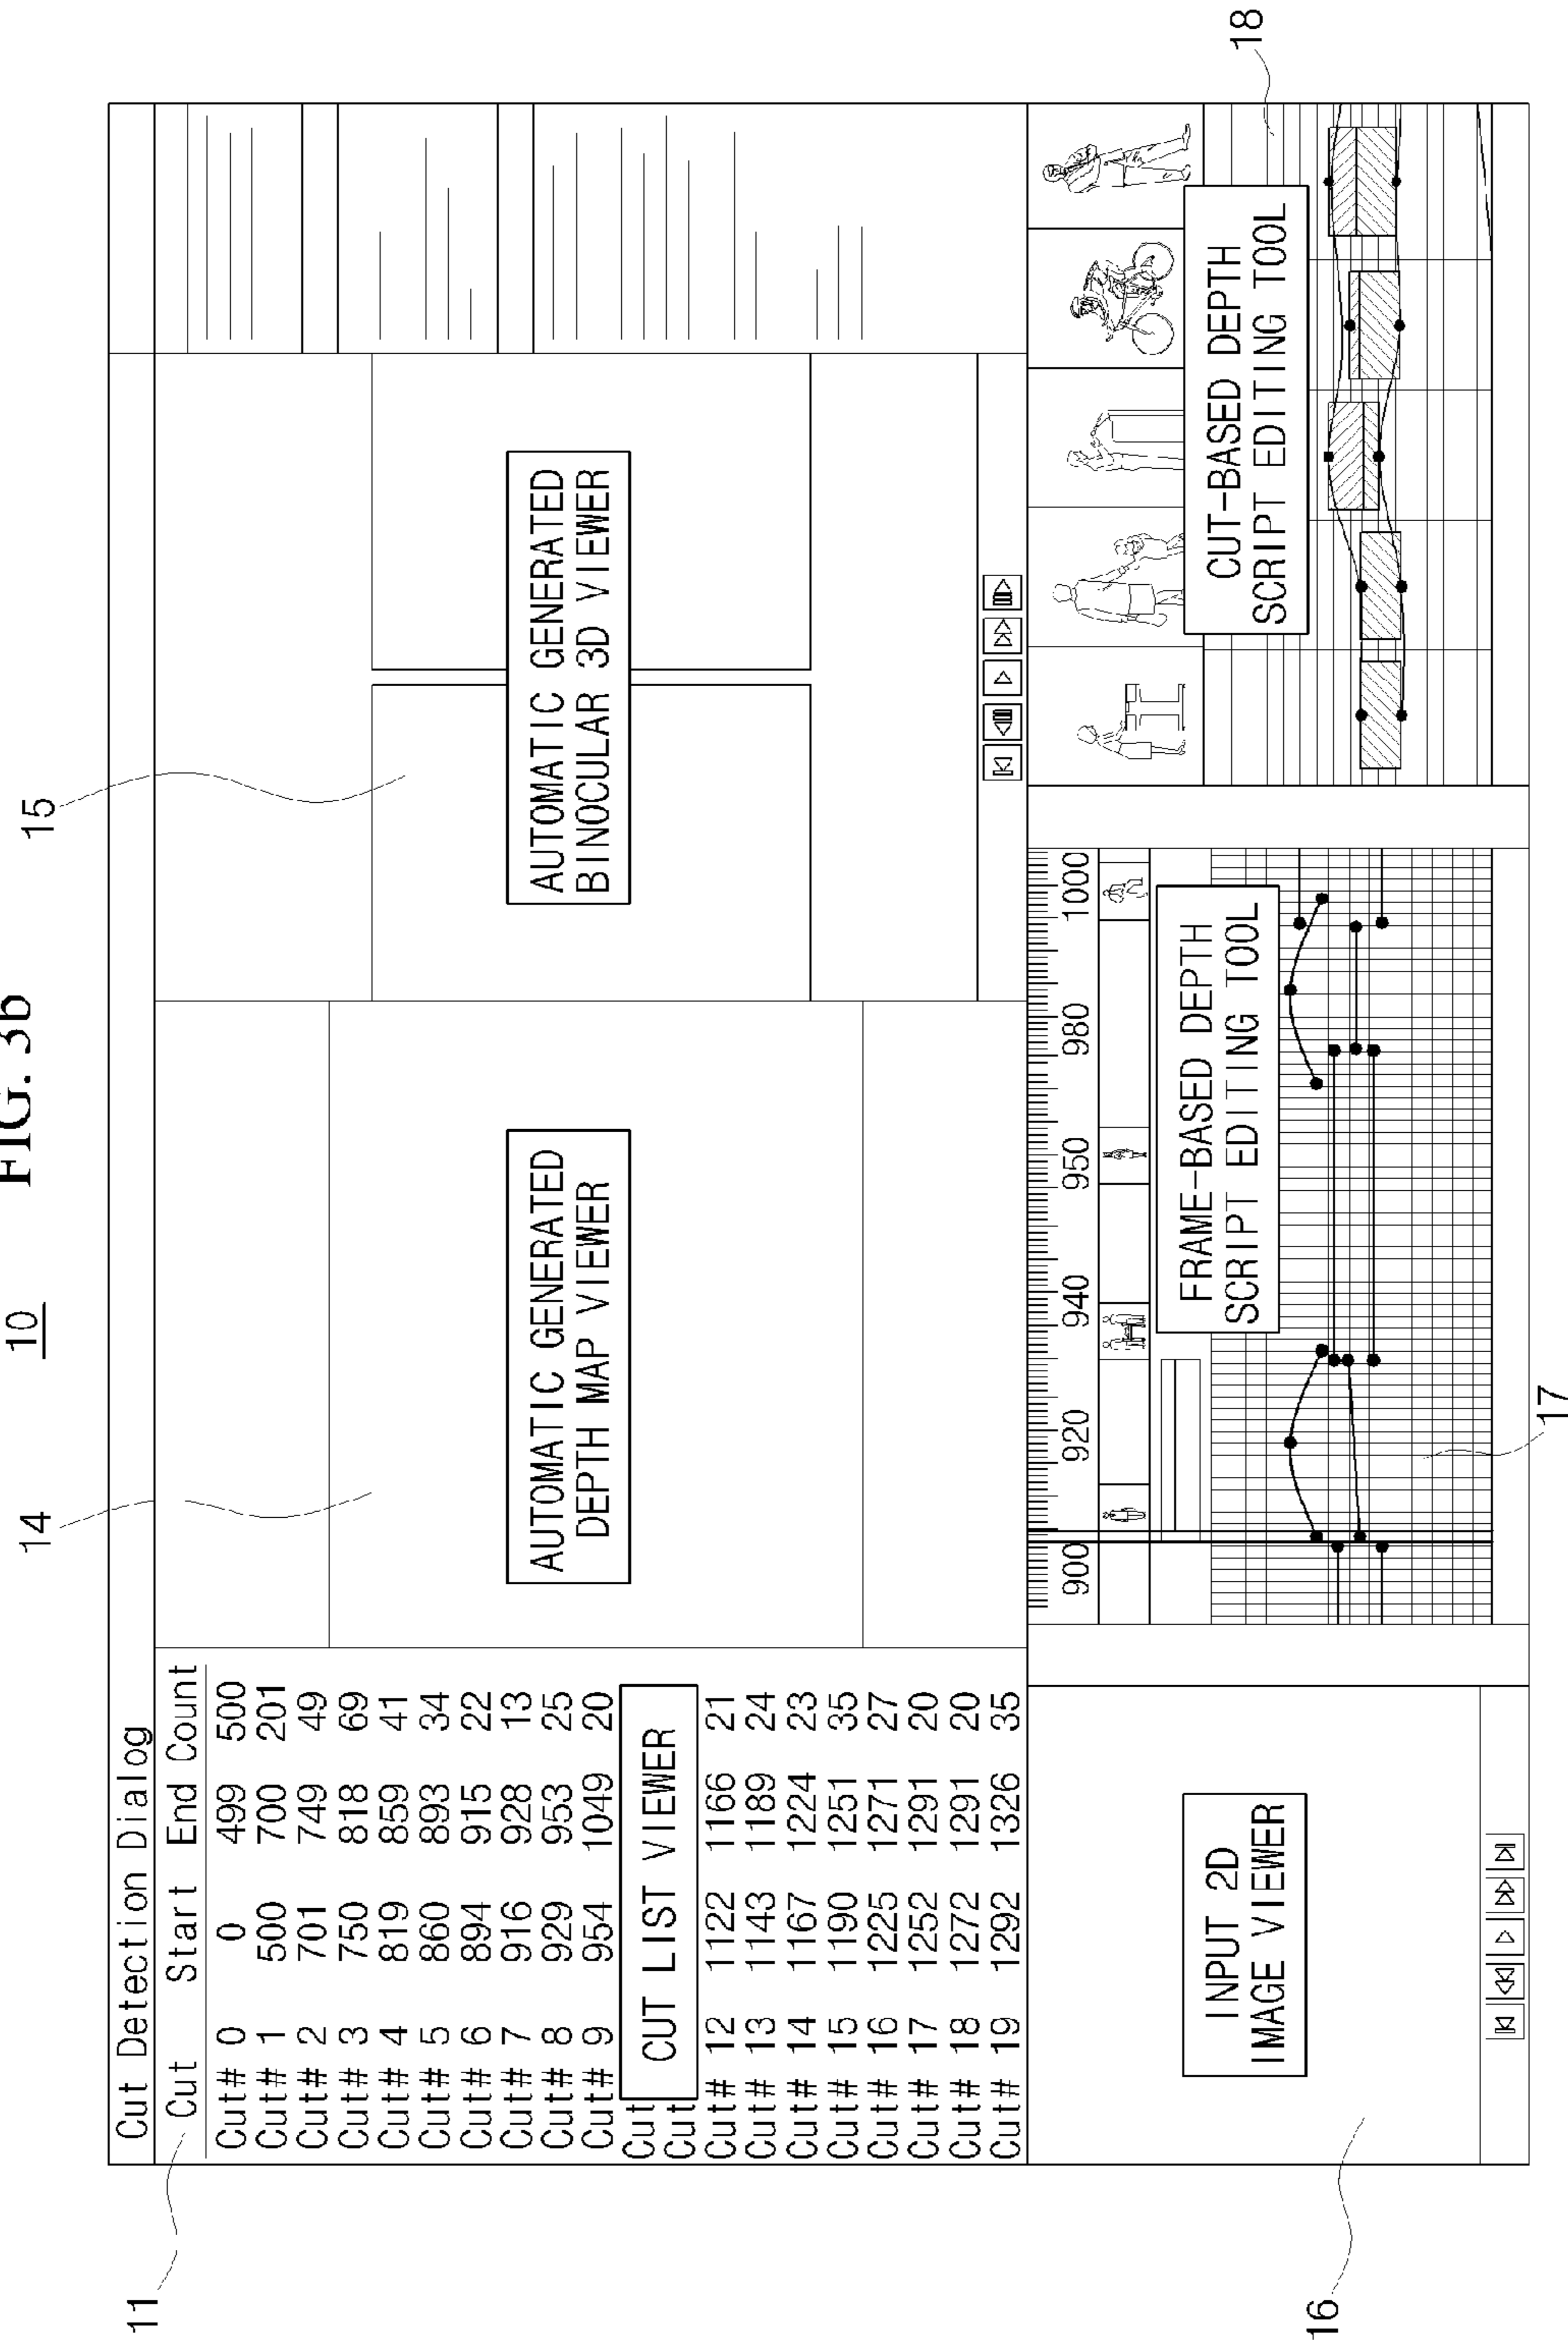 FIG. 3b
10
14
15
11
Cut Detection Dialog
Cut Start End Count
Cut# 0 0 499 500
Cut# 1 500 700 201
Cut# 2 701 749 49
Cut# 3 750 818 69
Cut# 4 819 859 41
Cut# 5 860 893 34
Cut# 6 894 915 22
Cut# 7 916 928 13
Cut# 8 929 953 25
Cut# 9 954 1049 20
Cut
Cut
CUT LIST VIEWER
Cut# 12 1122 1166 21
Cut# 13 1143 1189 24
Cut# 14 1167 1224 23
Cut# 15 1190 1251 35
Cut# 16 1225 1271 27
Cut# 17 1252 1291 20
Cut# 18 1272 1291 20
Cut# 19 1292 1326 35
AUTOMATIC GENERATED
DEPTH MAP VIEWER
AUTOMATIC GENERATED
BINOCULAR 3D VIEWER
INPUT 2D
IMAGE VIEWER
16
900 920 940 950 980 1000
FRAME-BASED DEPTH
SCRIPT EDITING TOOL
17
CUT-BASED DEPTH
SCRIPT EDITING TOOL
18